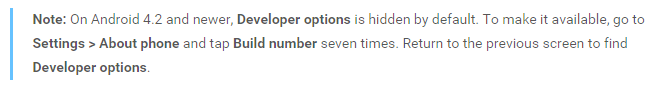 Note: On Android 4.2 and newer, Developer options is hidden by default. To make it available, go to
Settings > About phone and tap Build number seven times. Return to the previous screen to find
Developer options.